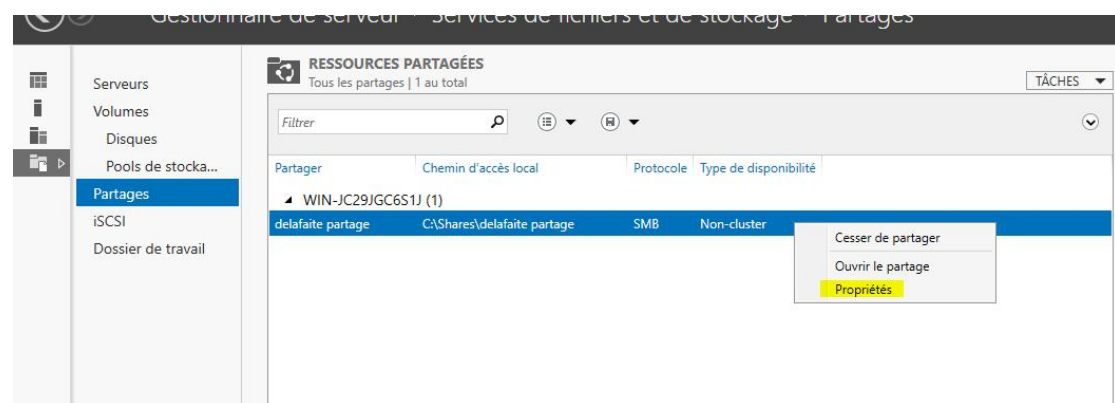 Gestionnaire de serveur • Services de fichiers et de stockage • Partages
RESSOURCES PARTAGÉES
Tous les partages | 1 au total
TÂCHES
Serveurs
Volumes
Disques
Pools de stocka...
Partages
iSCSI
Dossier de travail
Filtrer
Partager Chemin d'accès local Protocole Type de disponibilité
WIN-JC29JGC6S1J (1)
delafaite partage C:\Shares\delafaite partage SMB Non-cluster
Cesser de partager
Ouvrir le partage
Propriétés